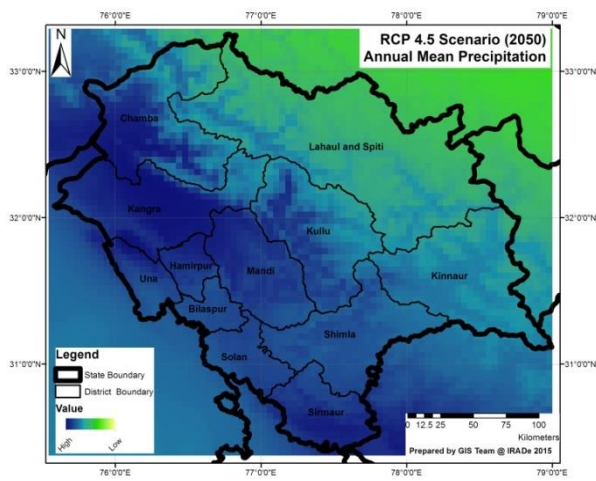 RCP 4.5 Scenario (2050)
Annual Mean Precipitation
N
76°0'0"E 77°0'0"E 78°0'0"E 79°0'0"E
33°0'0"N
33°0'0"N
32°0'0"N
32°0'0"N
31°0'0"N
31°0'0"N
Chamba
Lahaul and Spiti
Kangra
Kullu
Kinnaur
Hamirpur
Mandi
Una
Bilaspur
Shimla
Solan
Sirmaur
Legend
State Boundary
District Boundary
Value
High
Low
0 12.5 25 50 75 100
Kilometers
Prepared by GIS Team @ IRADe 2015
76°0'0"E 77°0'0"E 78°0'0"E 79°0'0"E